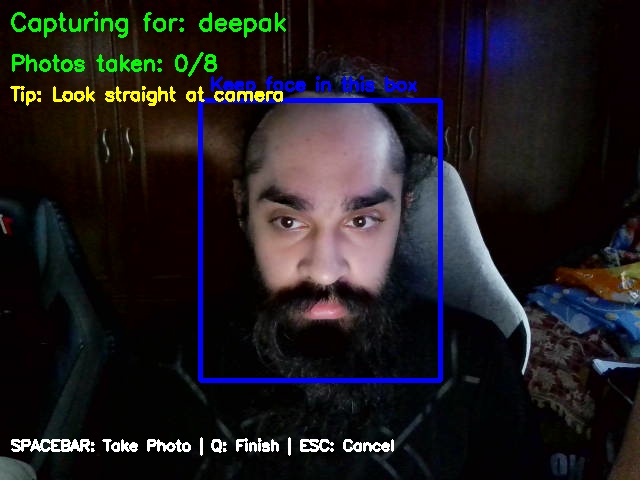 Capturing for: deepak
Photos taken: 0/8
Keep face in this box
Tip: Look straight at camera
SPACEBAR: Take Photo | Q: Finish | ESC: Cancel